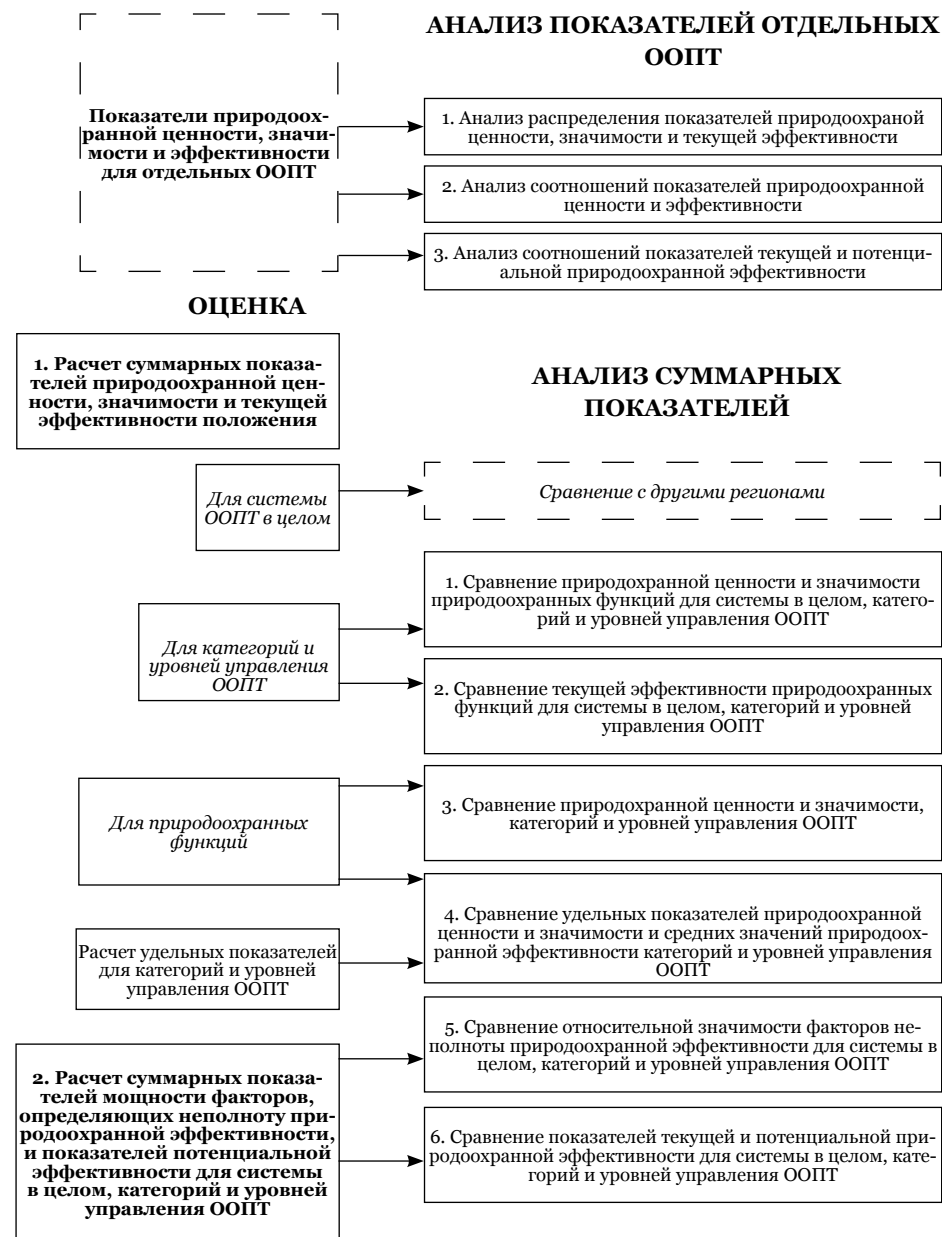 АНАЛИЗ ПОКАЗАТЕЛЕЙ ОТДЕЛЬНЫХ
ООПТ
Показатели природоох-
ранной ценности, значи-
мости и эффективности
для отдельных ООПТ
1. Анализ распределения показателей природоохраной
ценности, значимости и текущей эффективности
2. Анализ соотношений показателей природоохранной
ценности и эффективности
3. Анализ соотношений показателей текущей и потенци-
альной природоохранной эффективности
ОЦЕНКА
1. Расчет суммарных показа-
телей природоохранной цен-
ности, значимости и текущей
эффективности положения
АНАЛИЗ СУММАРНЫХ
ПОКАЗАТЕЛЕЙ
Для системы
ООПТ в целом
Сравнение с другими регионами
Для категорий и
уровней управления
ООПТ
1. Сравнение природохранной ценности и значимости
природоохранных функций для системы в целом, катего-
рий и уровней управления ООПТ
2. Сравнение текущей эффективности природоохранных
функций для системы в целом, категорий и уровней
управления ООПТ
Для природоохранных
функций
3. Сравнение природохранной ценности и значимости,
категорий и уровней управления ООПТ
4. Сравнение удельных показателей природоохранной
ценности и значимости и средних значений природоох-
ранной эффективности категорий и уровней управления
ООПТ
Расчет удельных показателей
для категорий и уровней
управления ООПТ
5. Сравнение относительной значимости факторов не-
полноты природоохранной эффективности для системы в
целом, категорий и уровней управления ООПТ
2. Расчет суммарных показа-
телей мощности факторов,
определяющих неполноту при-
родоохранной эффективности,
и показателей потенциальной
эффективности для системы
в целом, категорий и уровней
управления ООПТ
6. Сравнение показателей текущей и потенциальной при-
родоохранной эффективности для системы в целом, кате-
горий и уровней управления ООПТ